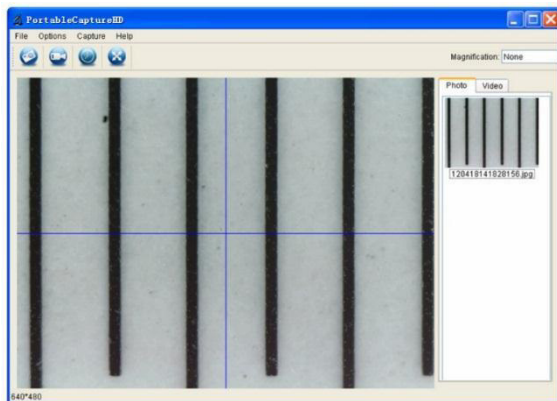 PortableCaptureHD
File Options Capture Help
Magnification: None
Photo Video
120418141828156.jpg
640*480